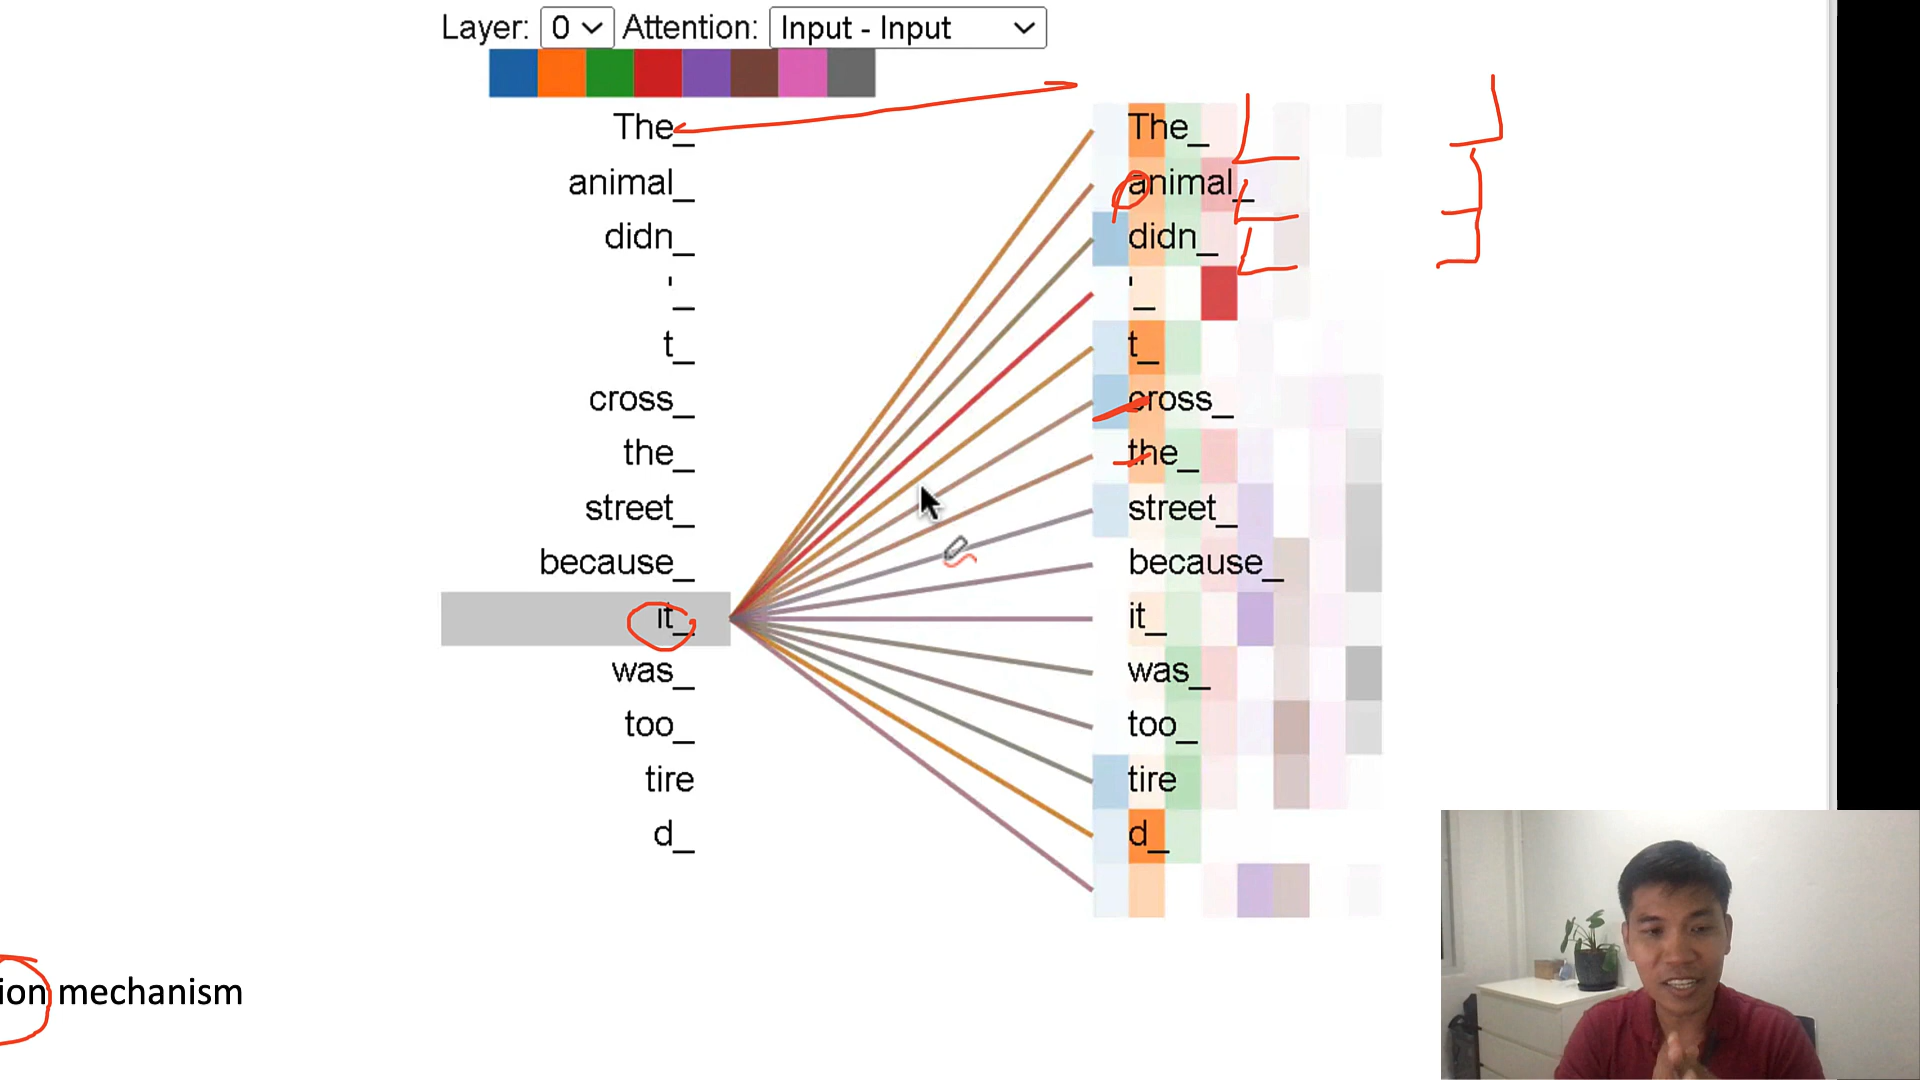 Layer: 0 Attention: Input - Input
The_ The_
animal_ animal_
didn_ didn_
'_ '_
t_ t_
cross_ cross_
the_ the_
street_ street_
because_ because_
it_ it_
was_ was_
too_ too_
tire tire
d_ d_
ion mechanism